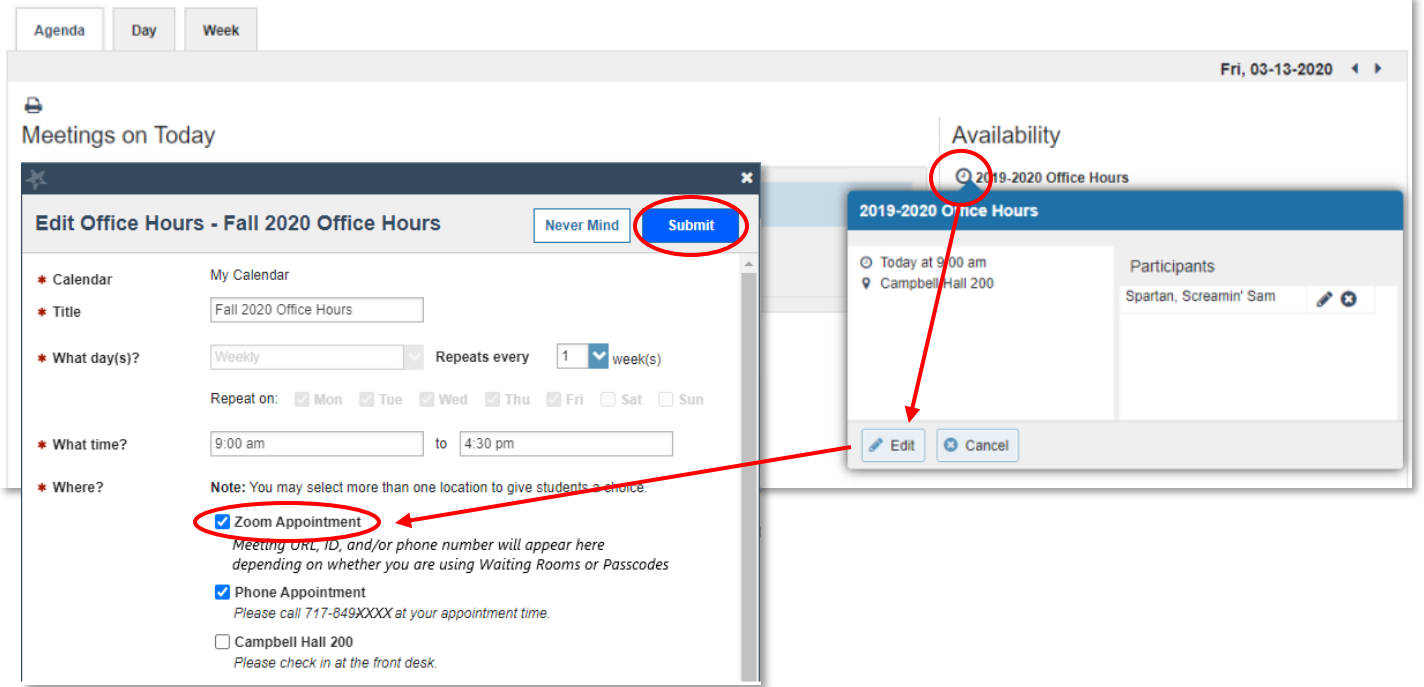 Agenda Day Week
Fri, 03-13-2020
Meetings on Today
Availability
2019-2020 Office Hours
2019-2020 Office Hours
Today at 9:00 am
Campbell Hall 200
Participants
Spartan, Screamin' Sam
Edit Cancel
Edit Office Hours - Fall 2020 Office Hours
Never Mind Submit
* Calendar My Calendar
* Title Fall 2020 Office Hours
* What day(s)? Weekly Repeats every 1 week(s)
Repeat on: Mon Tue Wed Thu Fri Sat Sun
* What time? 9:00 am to 4:30 pm
* Where? Note: You may select more than one location to give students a choice.
Zoom Appointment
Meeting URL, ID, and/or phone number will appear here
depending on whether you are using Waiting Rooms or Passcodes
Phone Appointment
Please call 717-849XXXX at your appointment time.
Campbell Hall 200
Please check in at the front desk.